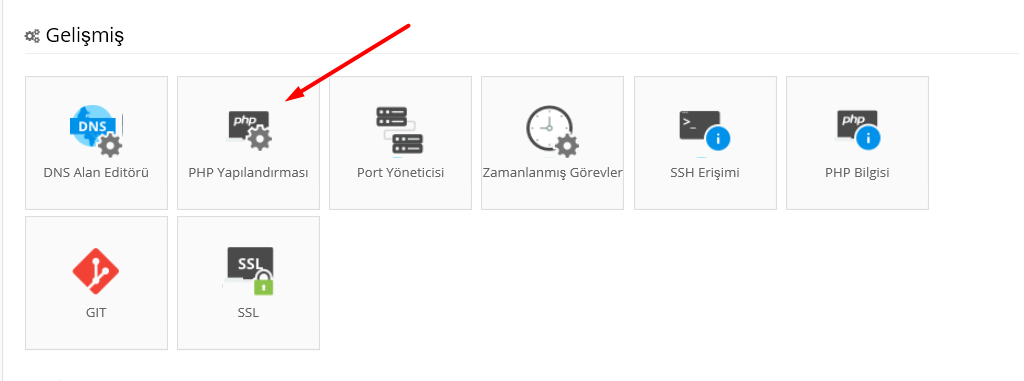 Gelişmiş
DNS
php
>_
i
php
i
DNS Alan Editörü
PHP Yapılandırması
Port Yöneticisi
Zamanlanmış Görevler
SSH Erişimi
PHP Bilgisi
SSL
GIT
SSL